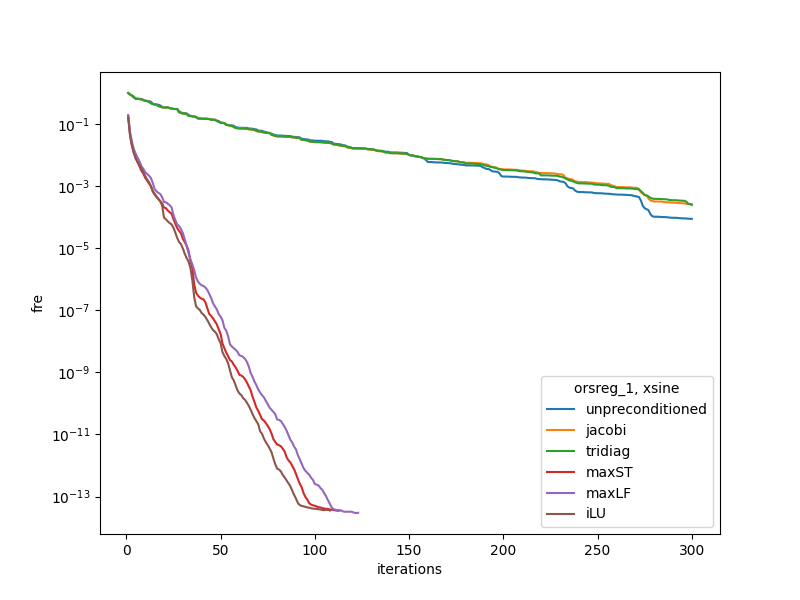 10⁻¹
10⁻³
10⁻⁵
10⁻⁷
10⁻⁹
10⁻¹¹
10⁻¹³
fre
0 50 100 150 200 250 300
iterations
orsreg_1, xsine
unpreconditioned
jacobi
tridiag
maxST
maxLF
iLU